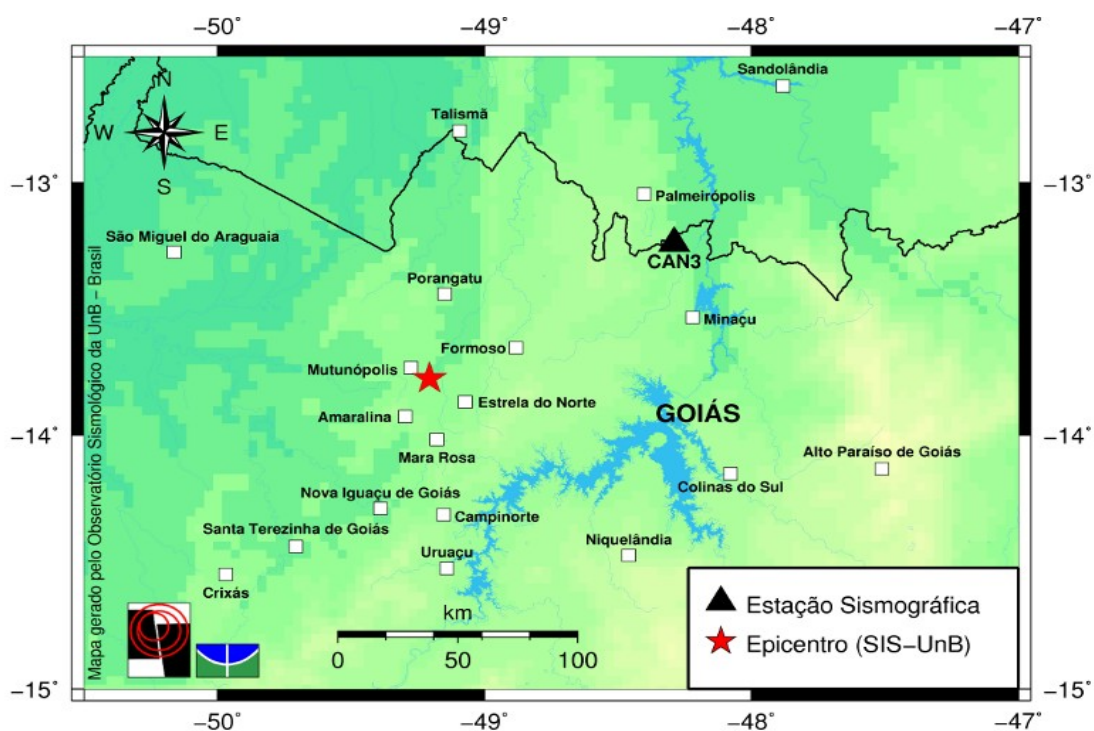 −50˚
−49˚
−48˚
−47˚
Sandolândia
N
W
E
S
Talismã
−13˚
−13˚
Palmeirópolis
São Miguel do Araguaia
CAN3
Porangatu
Minaçu
Formoso
Mutunópolis
Estrela do Norte
Amaralina
GOIÁS
−14˚
−14˚
Mara Rosa
Alto Paraíso de Goiás
Colinas do Sul
Nova Iguaçu de Goiás
Campinorte
Santa Terezinha de Goiás
Niquelândia
Uruaçu
Crixás
Mapa gerado pelo Observatório Sismológico da UnB − Brasil
km
0
50
100
Estação Sismográfica
Epicentro (SIS−UnB)
−15˚
−15˚
−50˚
−49˚
−48˚
−47˚